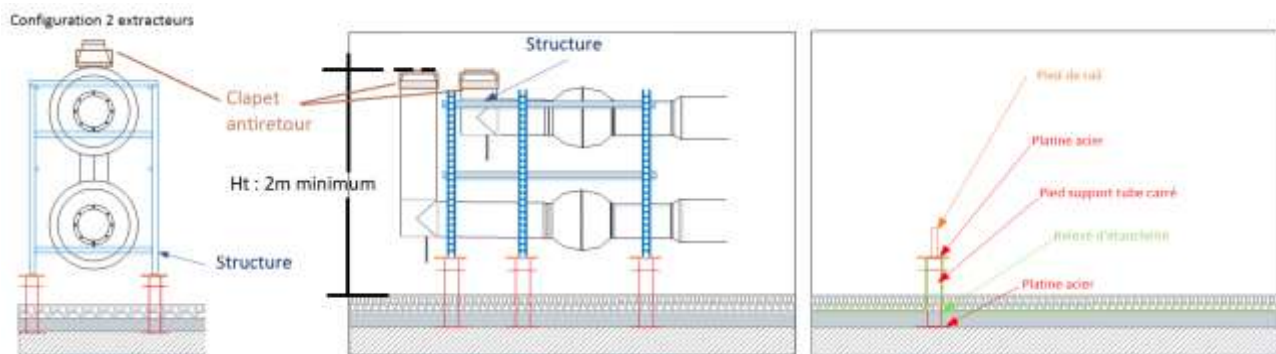 Configuration 2 extracteurs
Structure
Clapet
antiretour
Ht : 2m minimum
Structure
Pied de rail
Platine acier
Pied support tube carré
Relevé d'étanchéité
Platine acier